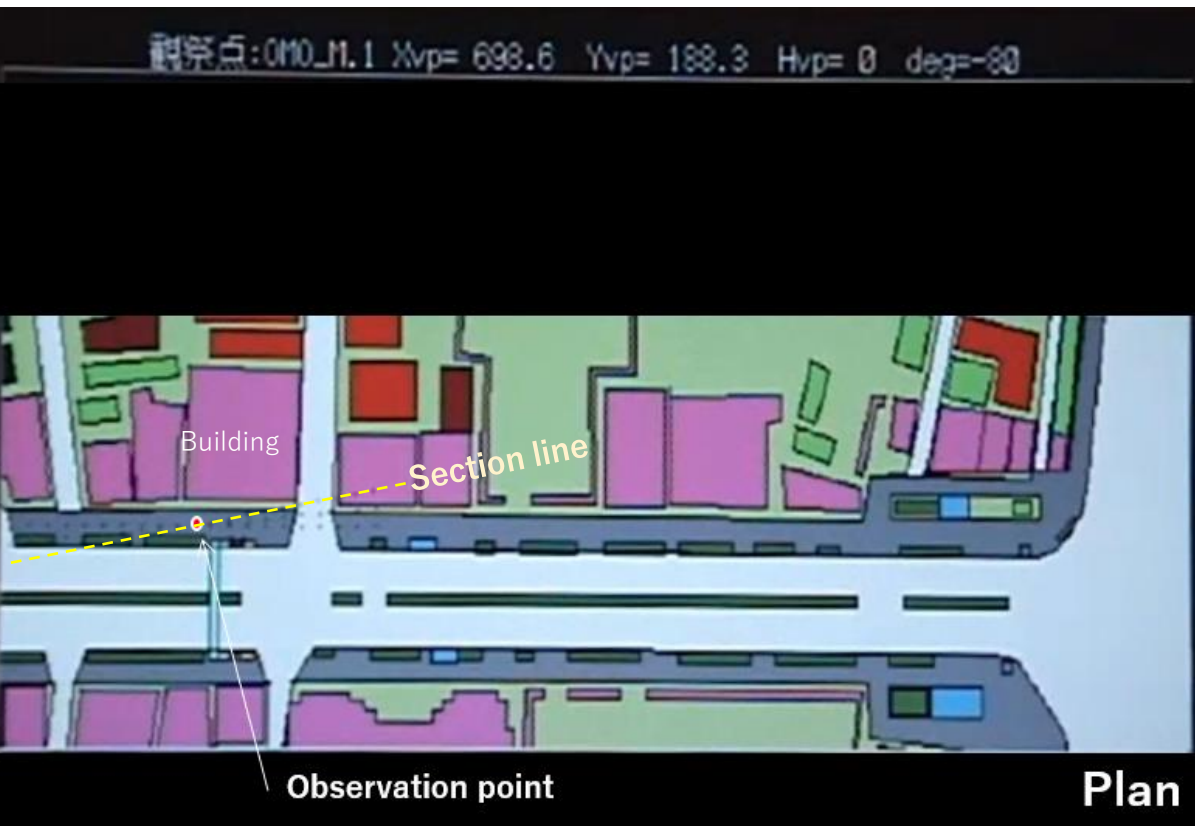 観察点:OMO_M.1 Xvp= 698.6 Yvp= 188.3 Hvp= 0 deg=-80
Building
Section line
Observation point
Plan